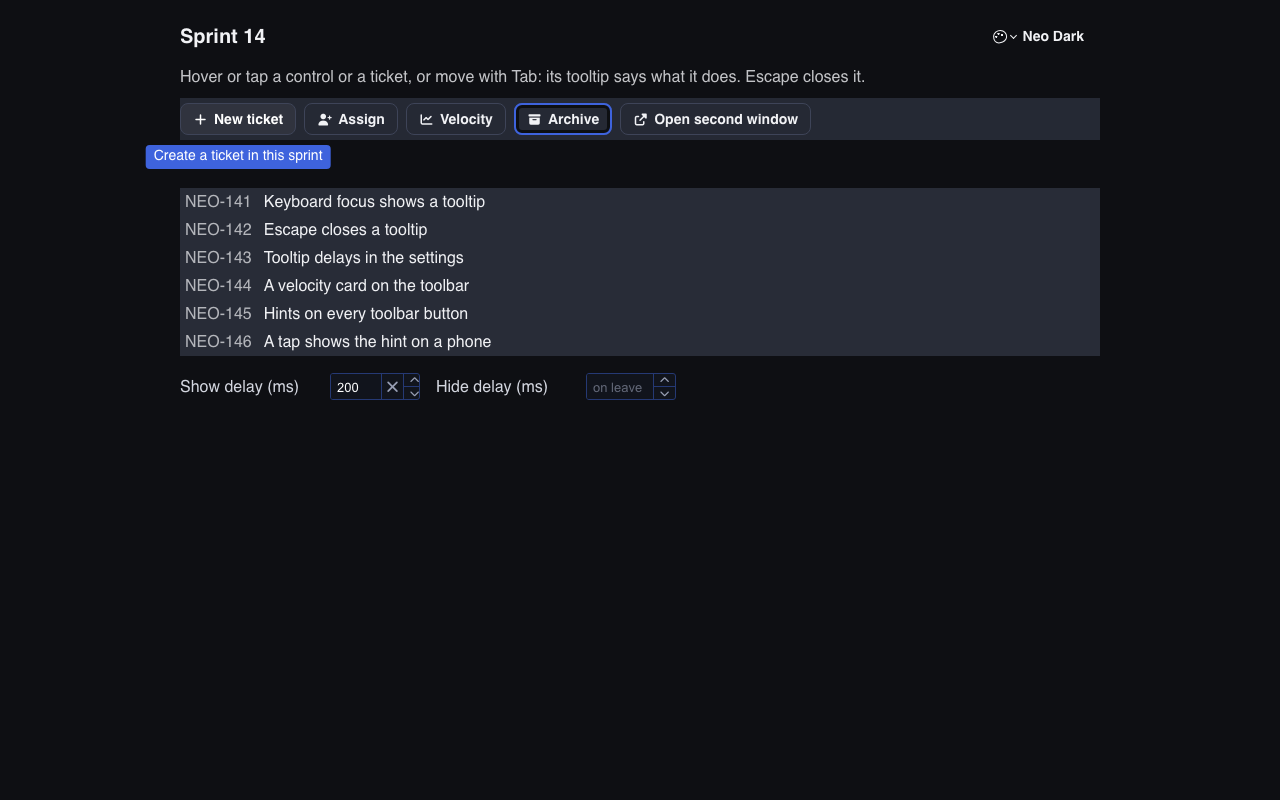 Sprint 14
Neo Dark
Hover or tap a control or a ticket, or move with Tab: its tooltip says what it does. Escape closes it.
New ticket
Assign
Velocity
Archive
Open second window
Create a ticket in this sprint
NEO-141 Keyboard focus shows a tooltip
NEO-142 Escape closes a tooltip
NEO-143 Tooltip delays in the settings
NEO-144 A velocity card on the toolbar
NEO-145 Hints on every toolbar button
NEO-146 A tap shows the hint on a phone
Show delay (ms) 200 Hide delay (ms) on leave